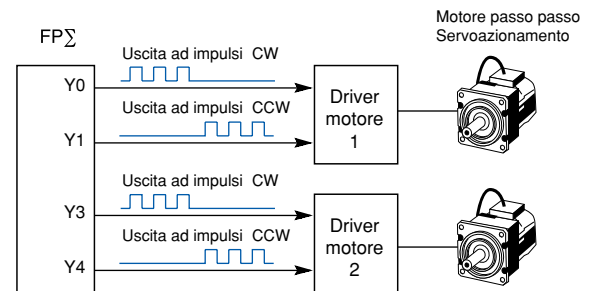 Motore passo passo
Servoazionamento
FPΣ
Uscita ad impulsi CW
Y0
Uscita ad impulsi CCW
Y1
Driver
motore
1
Uscita ad impulsi CW
Y3
Uscita ad impulsi CCW
Y4
Driver
motore
2